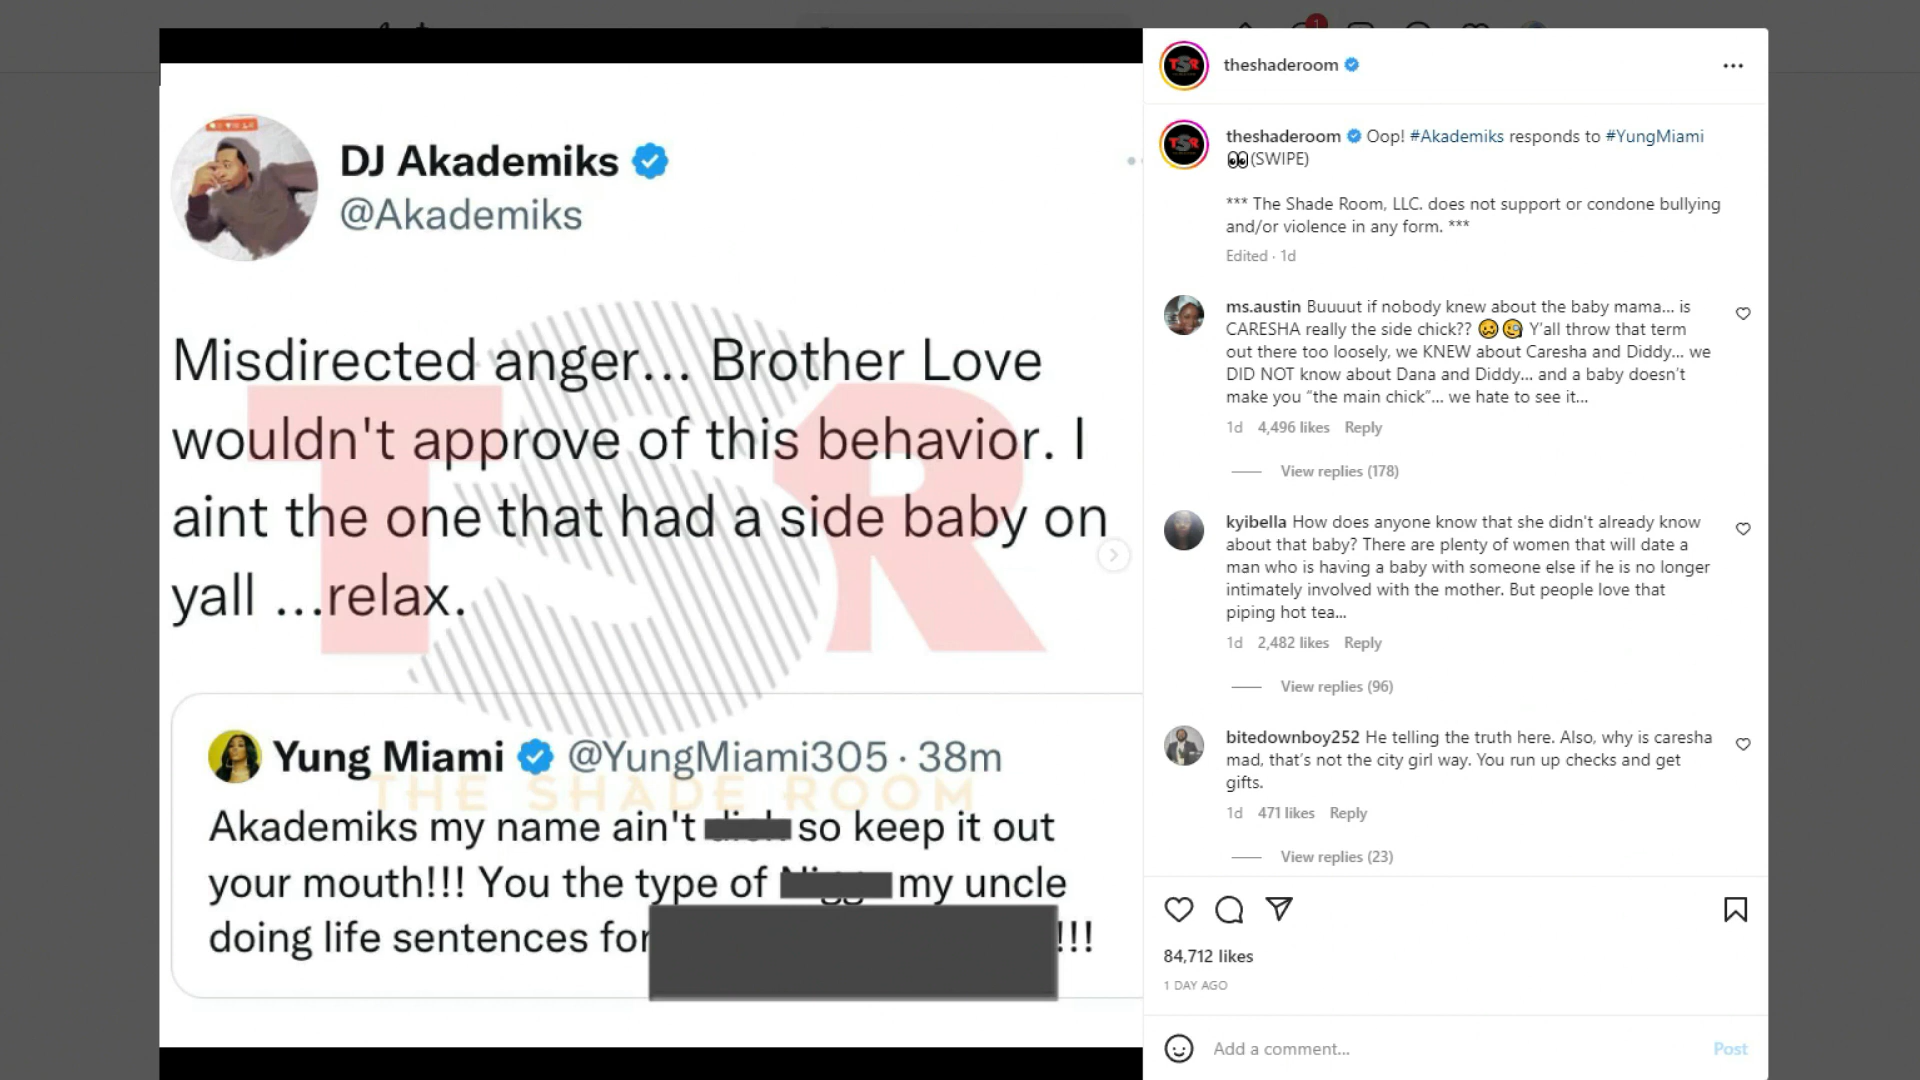 DJ Akademiks
@Akademiks
Misdirected anger... Brother Love
wouldn't approve of this behavior. I
aint the one that had a side baby on
yall ...relax.
TSR
THE SHADE ROOM
Yung Miami @YungMiami305 · 38m
Akademiks my name ain't so keep it out
your mouth!!! You the type of my uncle
doing life sentences for !!!
1
TSR
theshaderoom
TSR
theshaderoom Oop! #Akademiks responds to #YungMiami
👀(SWIPE)
*** The Shade Room, LLC. does not support or condone bullying
and/or violence in any form. ***
Edited · 1d
ms.austin Buuuut if nobody knew about the baby mama... is
CARESHA really the side chick?? 🥴🧐 Y'all throw that term
out there too loosely, we KNEW about Caresha and Diddy... we
DID NOT know about Dana and Diddy... and a baby doesn't
make you “the main chick”... we hate to see it...
1d 4,496 likes Reply
View replies (178)
kyibella How does anyone know that she didn't already know
about that baby? There are plenty of women that will date a
man who is having a baby with someone else if he is no longer
intimately involved with the mother. But people love that
piping hot tea...
1d 2,482 likes Reply
View replies (96)
bitedownboy252 He telling the truth here. Also, why is caresha
mad, that's not the city girl way. You run up checks and get
gifts.
1d 471 likes Reply
View replies (23)
84,712 likes
1 DAY AGO
Add a comment...
Post